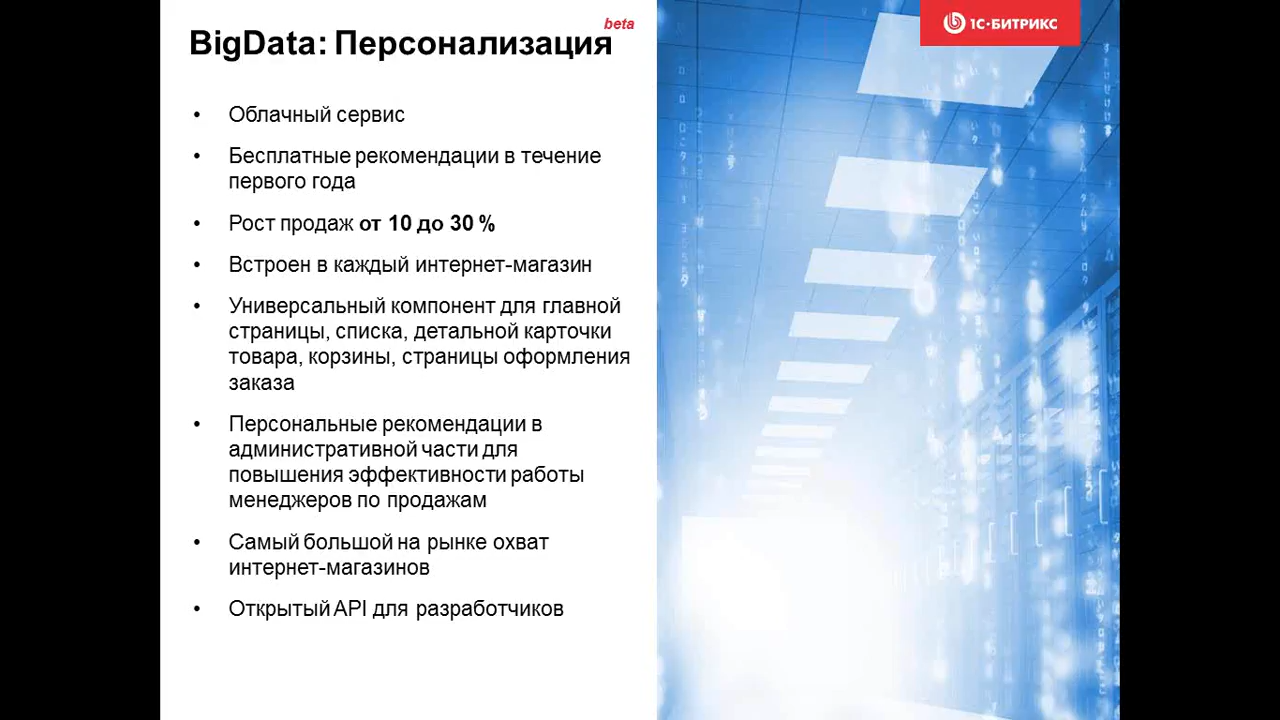 beta
BigData: Персонализация
1С·БИТРИКС
• Облачный сервис
• Бесплатные рекомендации в течение
первого года
• Рост продаж от 10 до 30 %
• Встроен в каждый интернет-магазин
• Универсальный компонент для главной
страницы, списка, детальной карточки
товара, корзины, страницы оформления
заказа
• Персональные рекомендации в
административной части для
повышения эффективности работы
менеджеров по продажам
• Самый большой на рынке охват
интернет-магазинов
• Открытый API для разработчиков